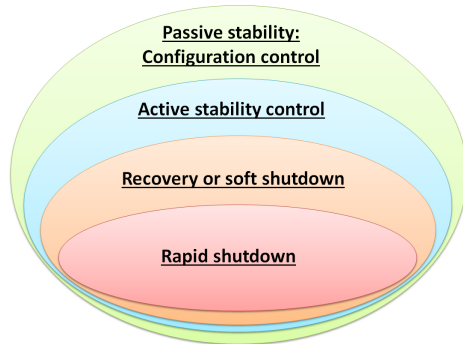 Passive stability:
Configuration control
Active stability control
Recovery or soft shutdown
Rapid shutdown